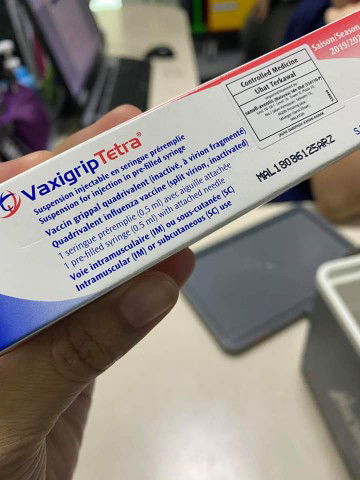 Saison/Season
Controlled Medicine
Ubat Terkawal
VaxigripTetra®
Suspension injectable en seringue préremplie
Suspension for injection in pre-filled syringe
Vaccin grippal quadrivalent (inactivé, à virion fragmenté)
Quadrivalent influenza vaccine (split virion, inactivated)
1 seringue préremplie (0.5 ml) avec aiguille attachée
1 pre-filled syringe (0.5 ml) with attached needle
Voie intramusculaire (IM) ou sous-cutanée (SC)
Intramuscular (IM) or subcutaneous (SC) use
MAL18086125ARZ